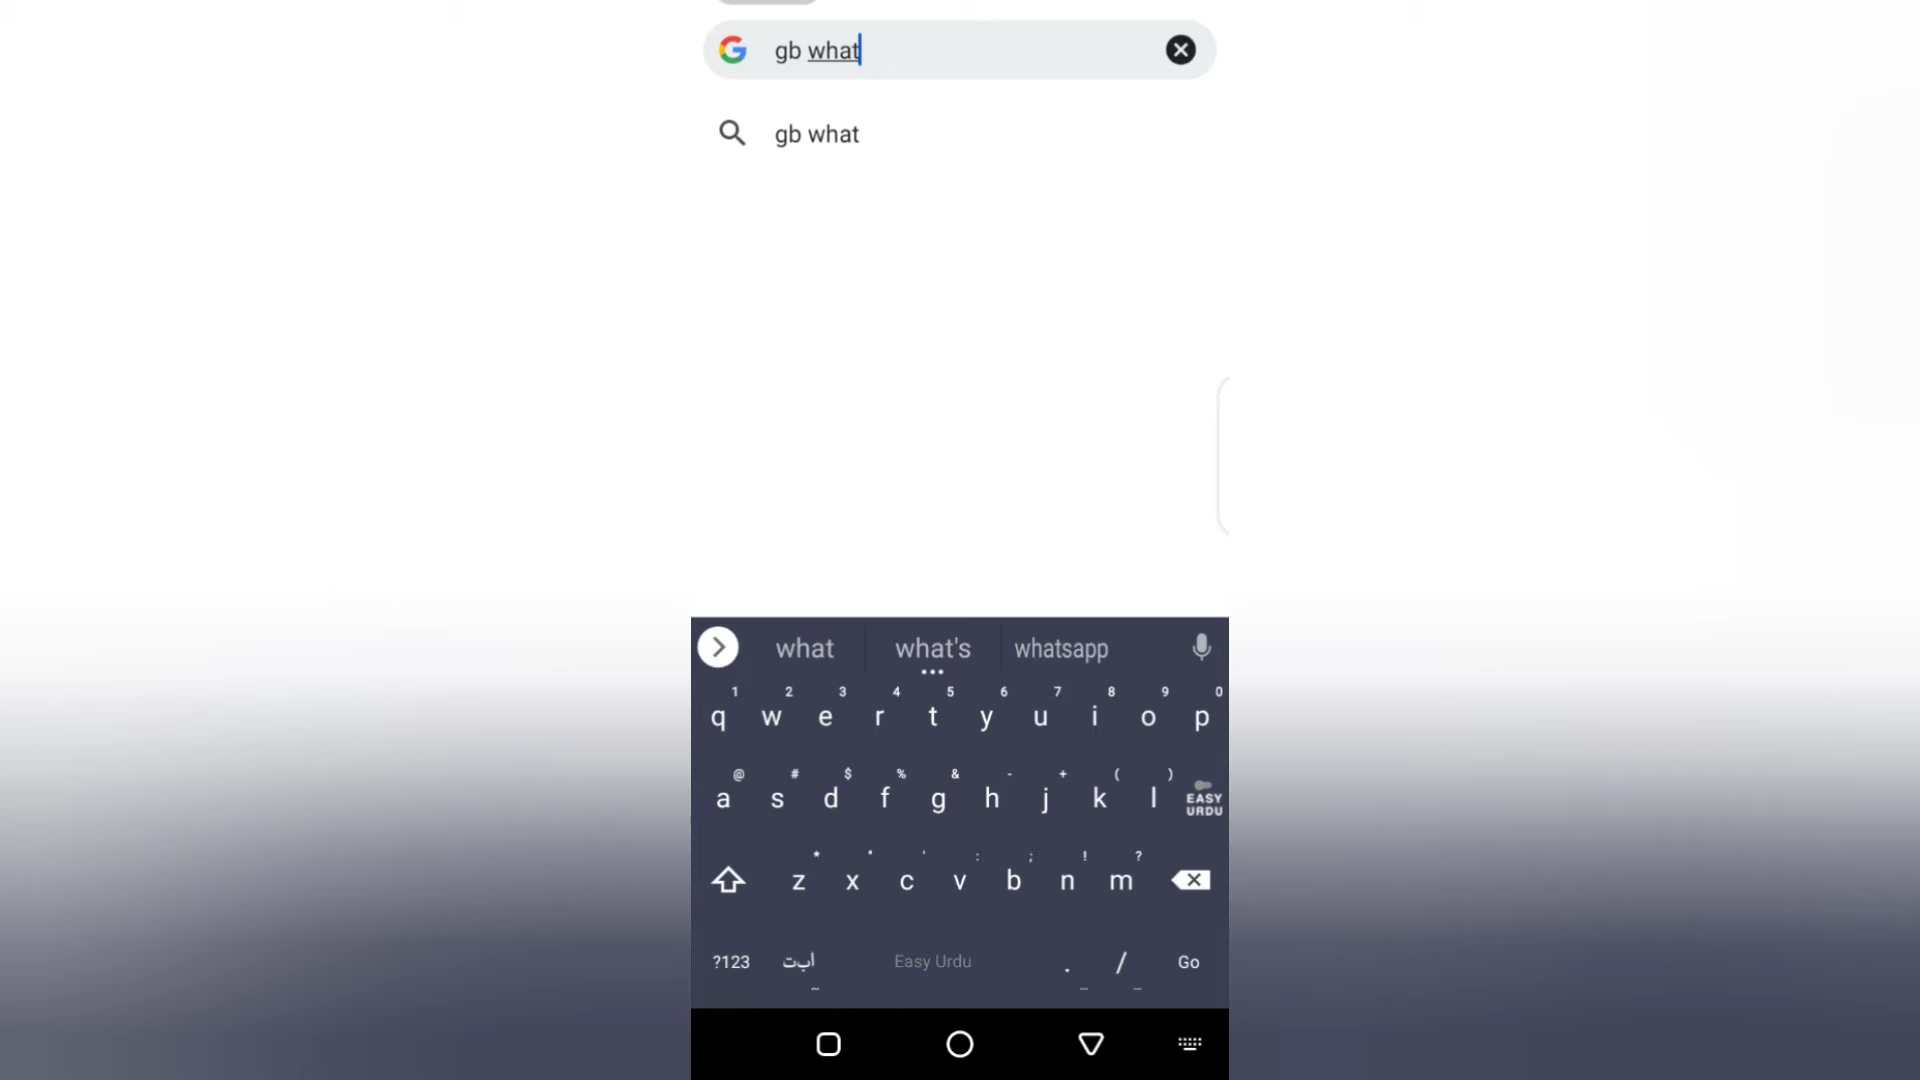 gb what
gb what
what what's whatsapp
1 2 3 4 5 6 7 8 9 0
q w e r t y u i o p
@ # $ % & - + ( )
a s d f g h j k l EASY URDU
* " ' : ; ! ?
z x c v b n m
?123 ابت Easy Urdu . / Go